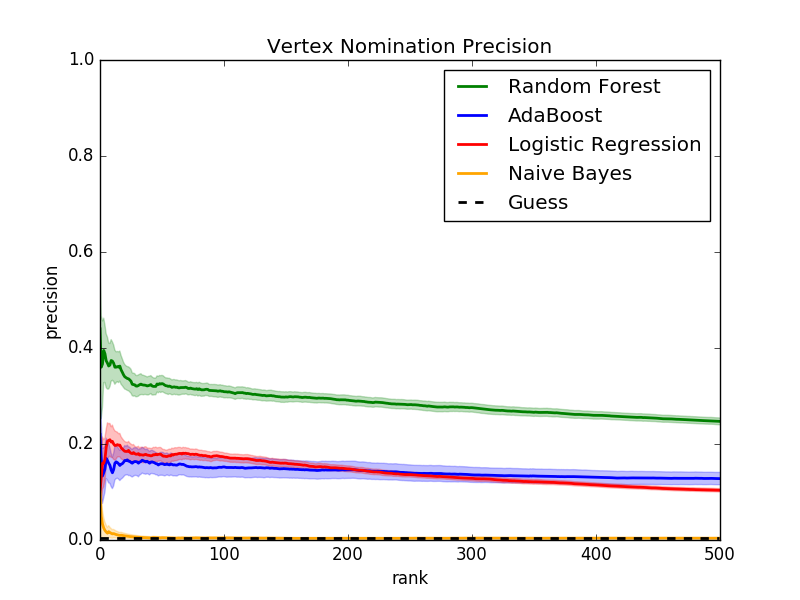 Vertex Nomination Precision
1.0
0.8
0.6
0.4
0.2
0.0
precision
Random Forest
AdaBoost
Logistic Regression
Naive Bayes
Guess
0 100 200 300 400 500
rank